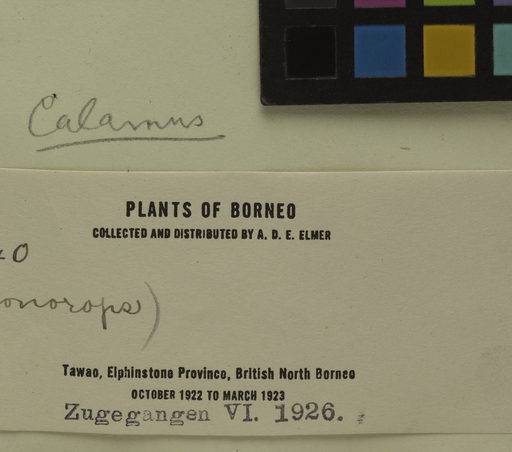 Calamus
PLANTS OF BORNEO
COLLECTED AND DISTRIBUTED BY A. D. E. ELMER
onorops)
Tawao, Elphinstone Province, British North Borneo
OCTOBER 1922 TO MARCH 1923
Zugegangen VI. 1926.